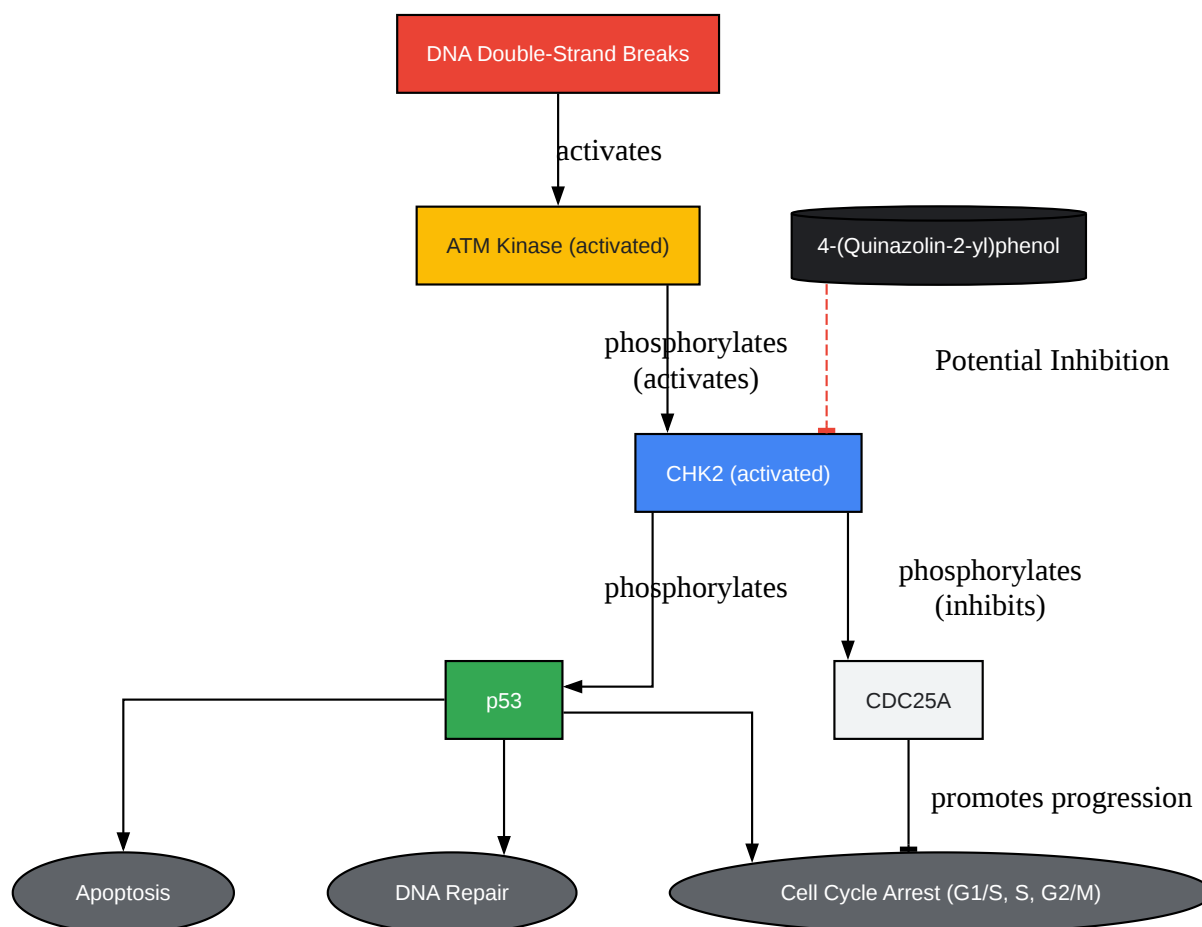 DNA Double-Strand Breaks
activates
ATM Kinase (activated)
4-(Quinazolin-2-yl)phenol
phosphorylates
(activates)
Potential Inhibition
CHK2 (activated)
phosphorylates
phosphorylates
(inhibits)
p53
CDC25A
promotes progression
Apoptosis
DNA Repair
Cell Cycle Arrest (G1/S, S, G2/M)